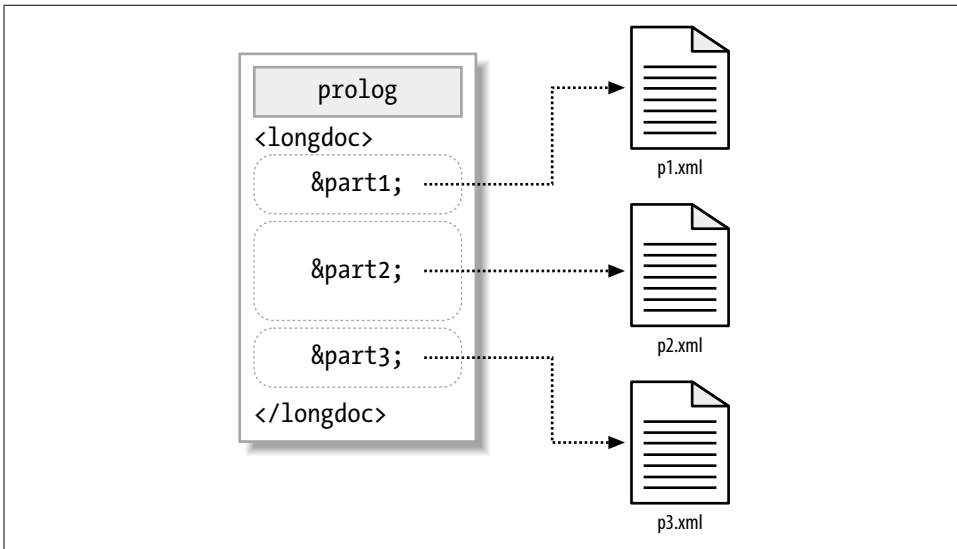 prolog
<longdoc>
&part1;
&part2;
&part3;
</longdoc>
p1.xml
p2.xml
p3.xml